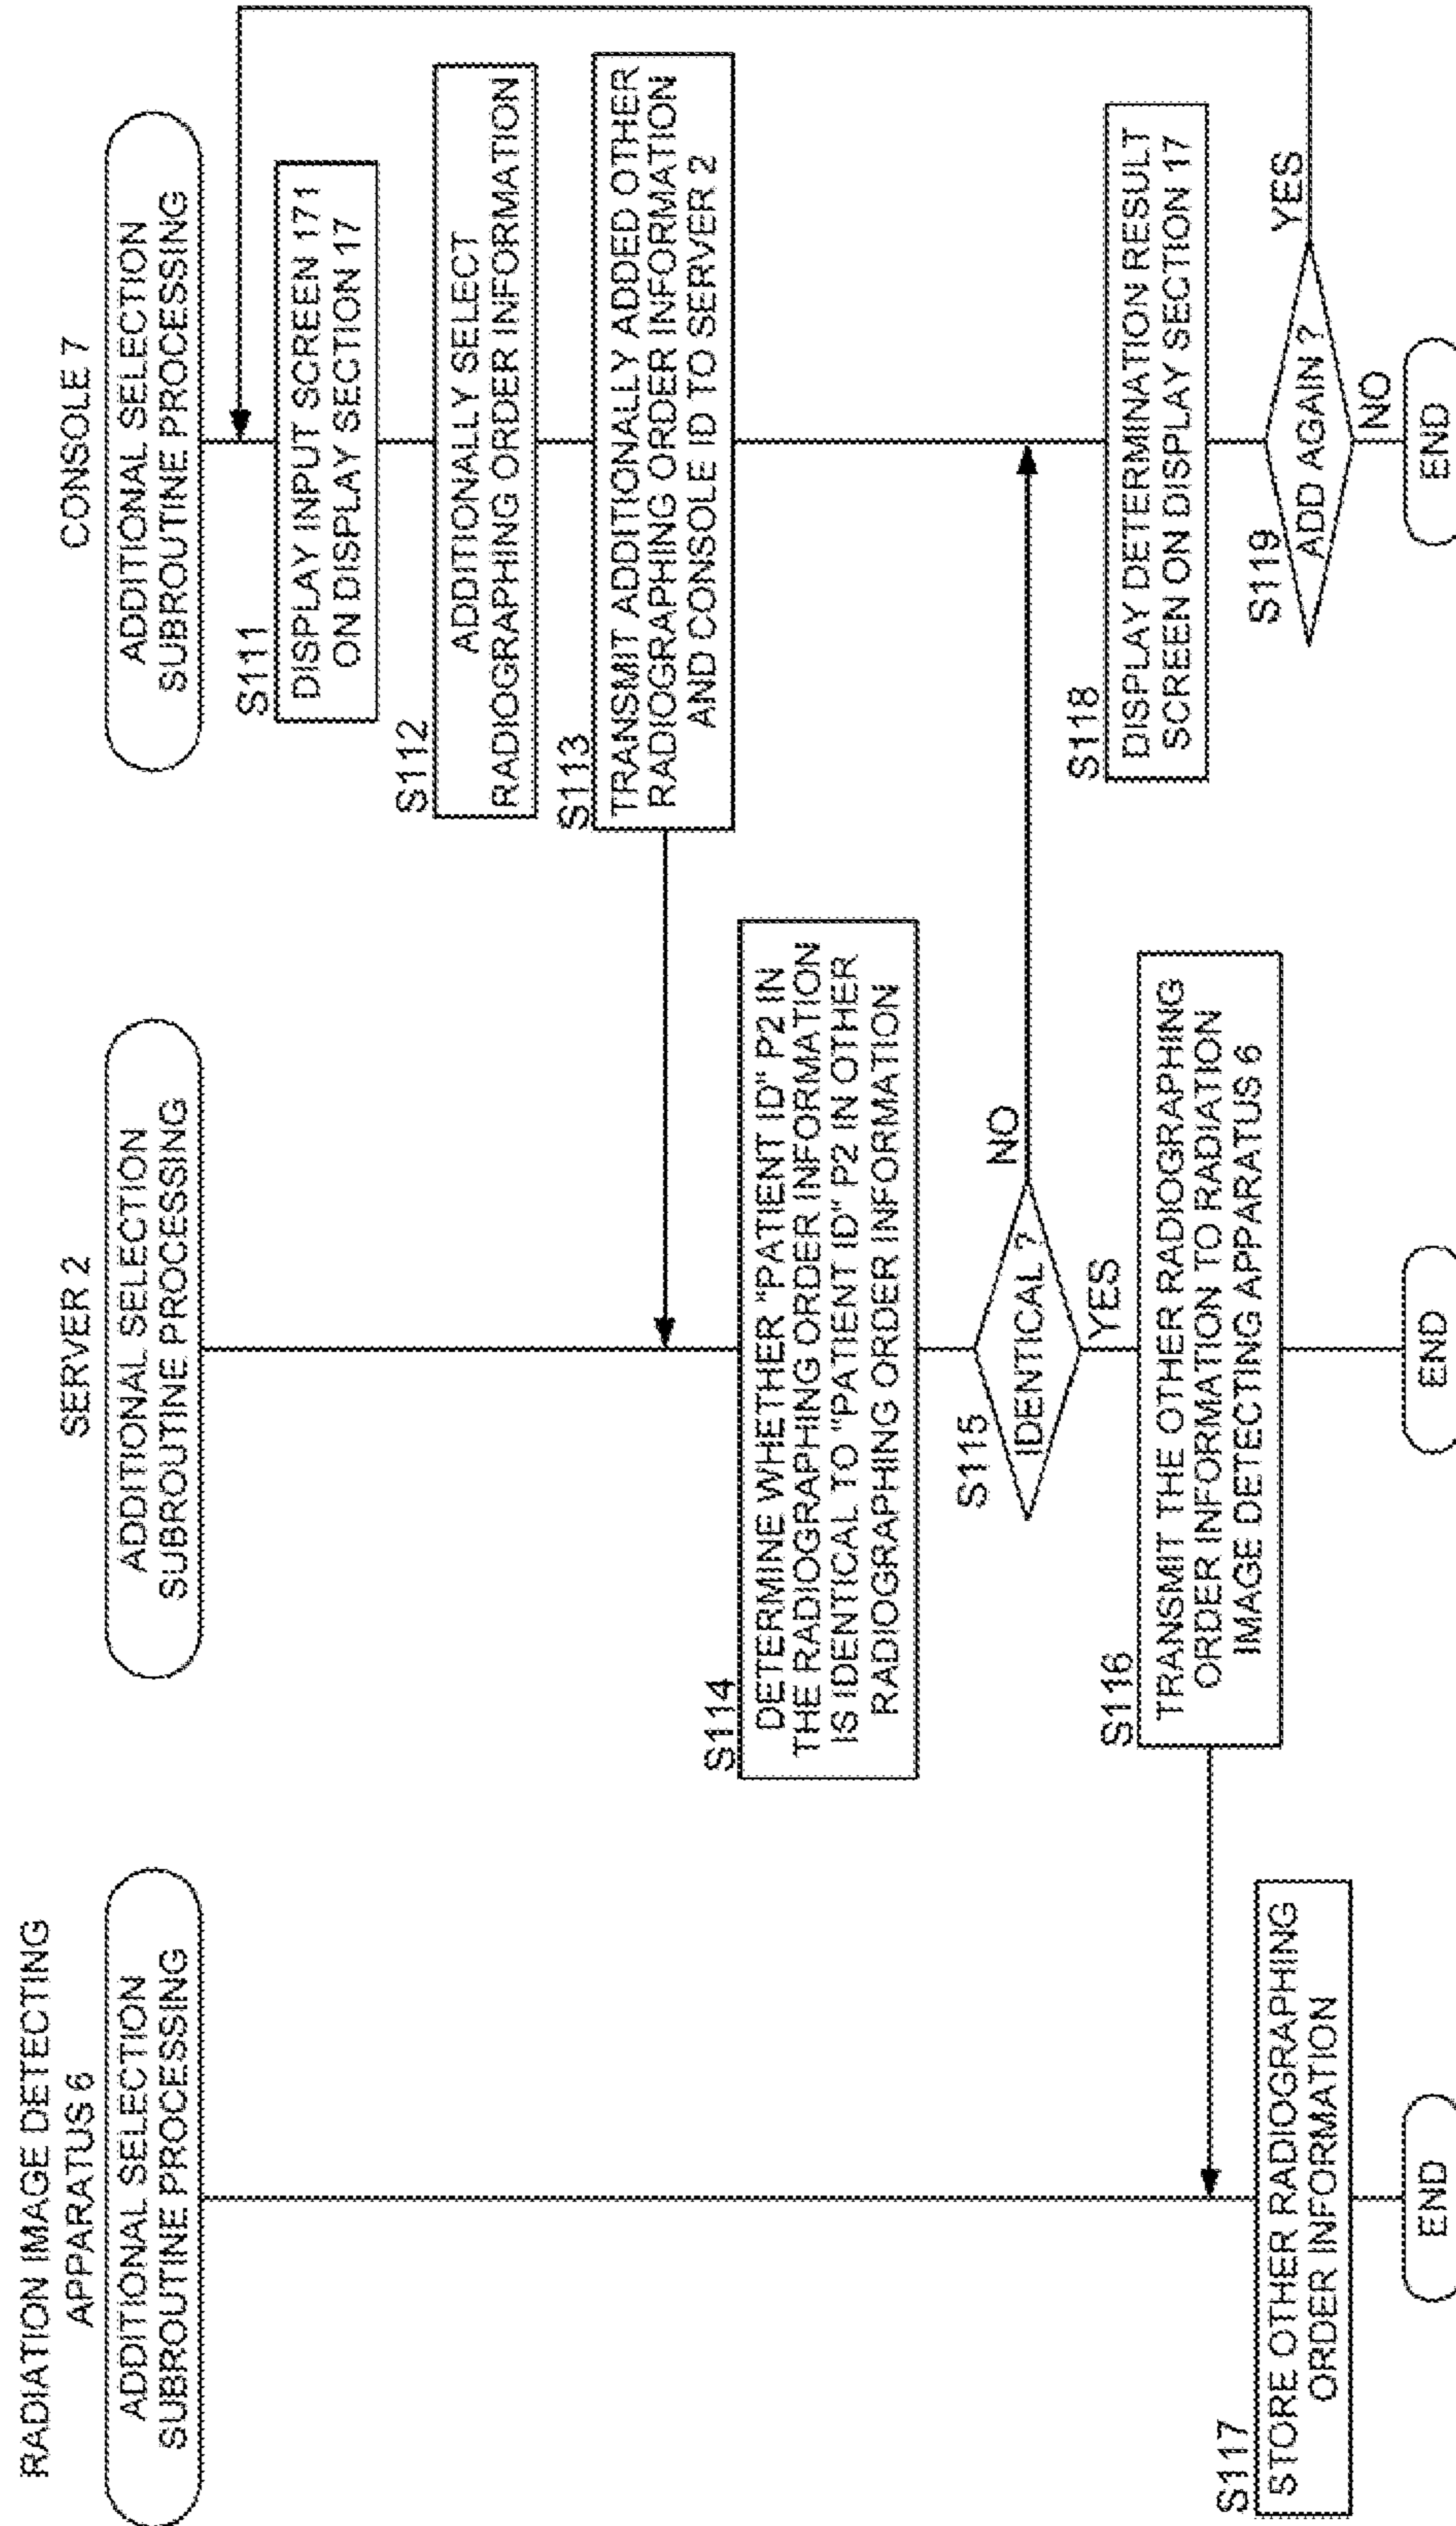 RADIATION IMAGE DETECTING
APPARATUS 6
ADDITIONAL SELECTION
SUBROUTINE PROCESSING
S117
STORE OTHER RADIOGRAPHING
ORDER INFORMATION
END
SERVER 2
ADDITIONAL SELECTION
SUBROUTINE PROCESSING
S114
DETERMINE WHETHER "PATIENT ID" P2 IN
THE RADIOGRAPHING ORDER INFORMATION
IS IDENTICAL TO "PATIENT ID" P2 IN OTHER
RADIOGRAPHING ORDER INFORMATION
S115
IDENTICAL ?
NO
YES
S116
TRANSMIT THE OTHER RADIOGRAPHING
ORDER INFORMATION TO RADIATION
IMAGE DETECTING APPARATUS 6
END
CONSOLE 7
ADDITIONAL SELECTION
SUBROUTINE PROCESSING
S111
DISPLAY INPUT SCREEN 171
ON DISPLAY SECTION 17
S112
ADDITIONALLY SELECT
RADIOGRAPHING ORDER INFORMATION
S113
TRANSMIT ADDITIONALLY ADDED OTHER
RADIOGRAPHING ORDER INFORMATION
AND CONSOLE ID TO SERVER 2
S118
DISPLAY DETERMINATION RESULT
SCREEN ON DISPLAY SECTION 17
S119
ADD AGAIN ?
YES
NO
END